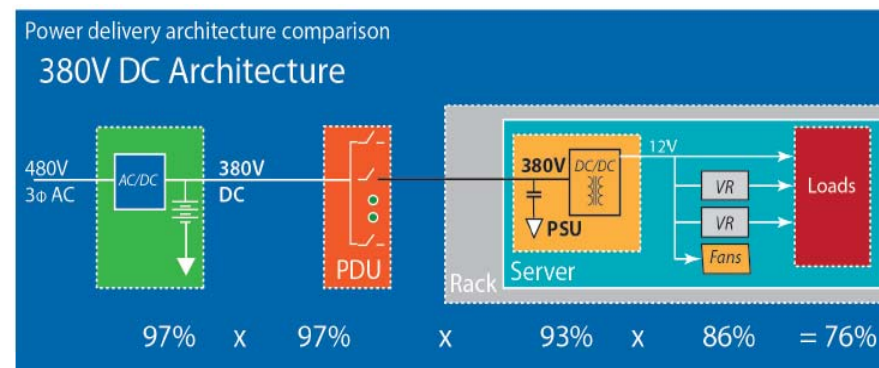 Power delivery architecture comparison
380V DC Architecture
480V
3Φ AC
AC/DC
380V
DC
PDU
Rack
Server
380V
DC/DC
PSU
12V
VR
VR
Fans
Loads
97% x 97% x 93% x 86% = 76%